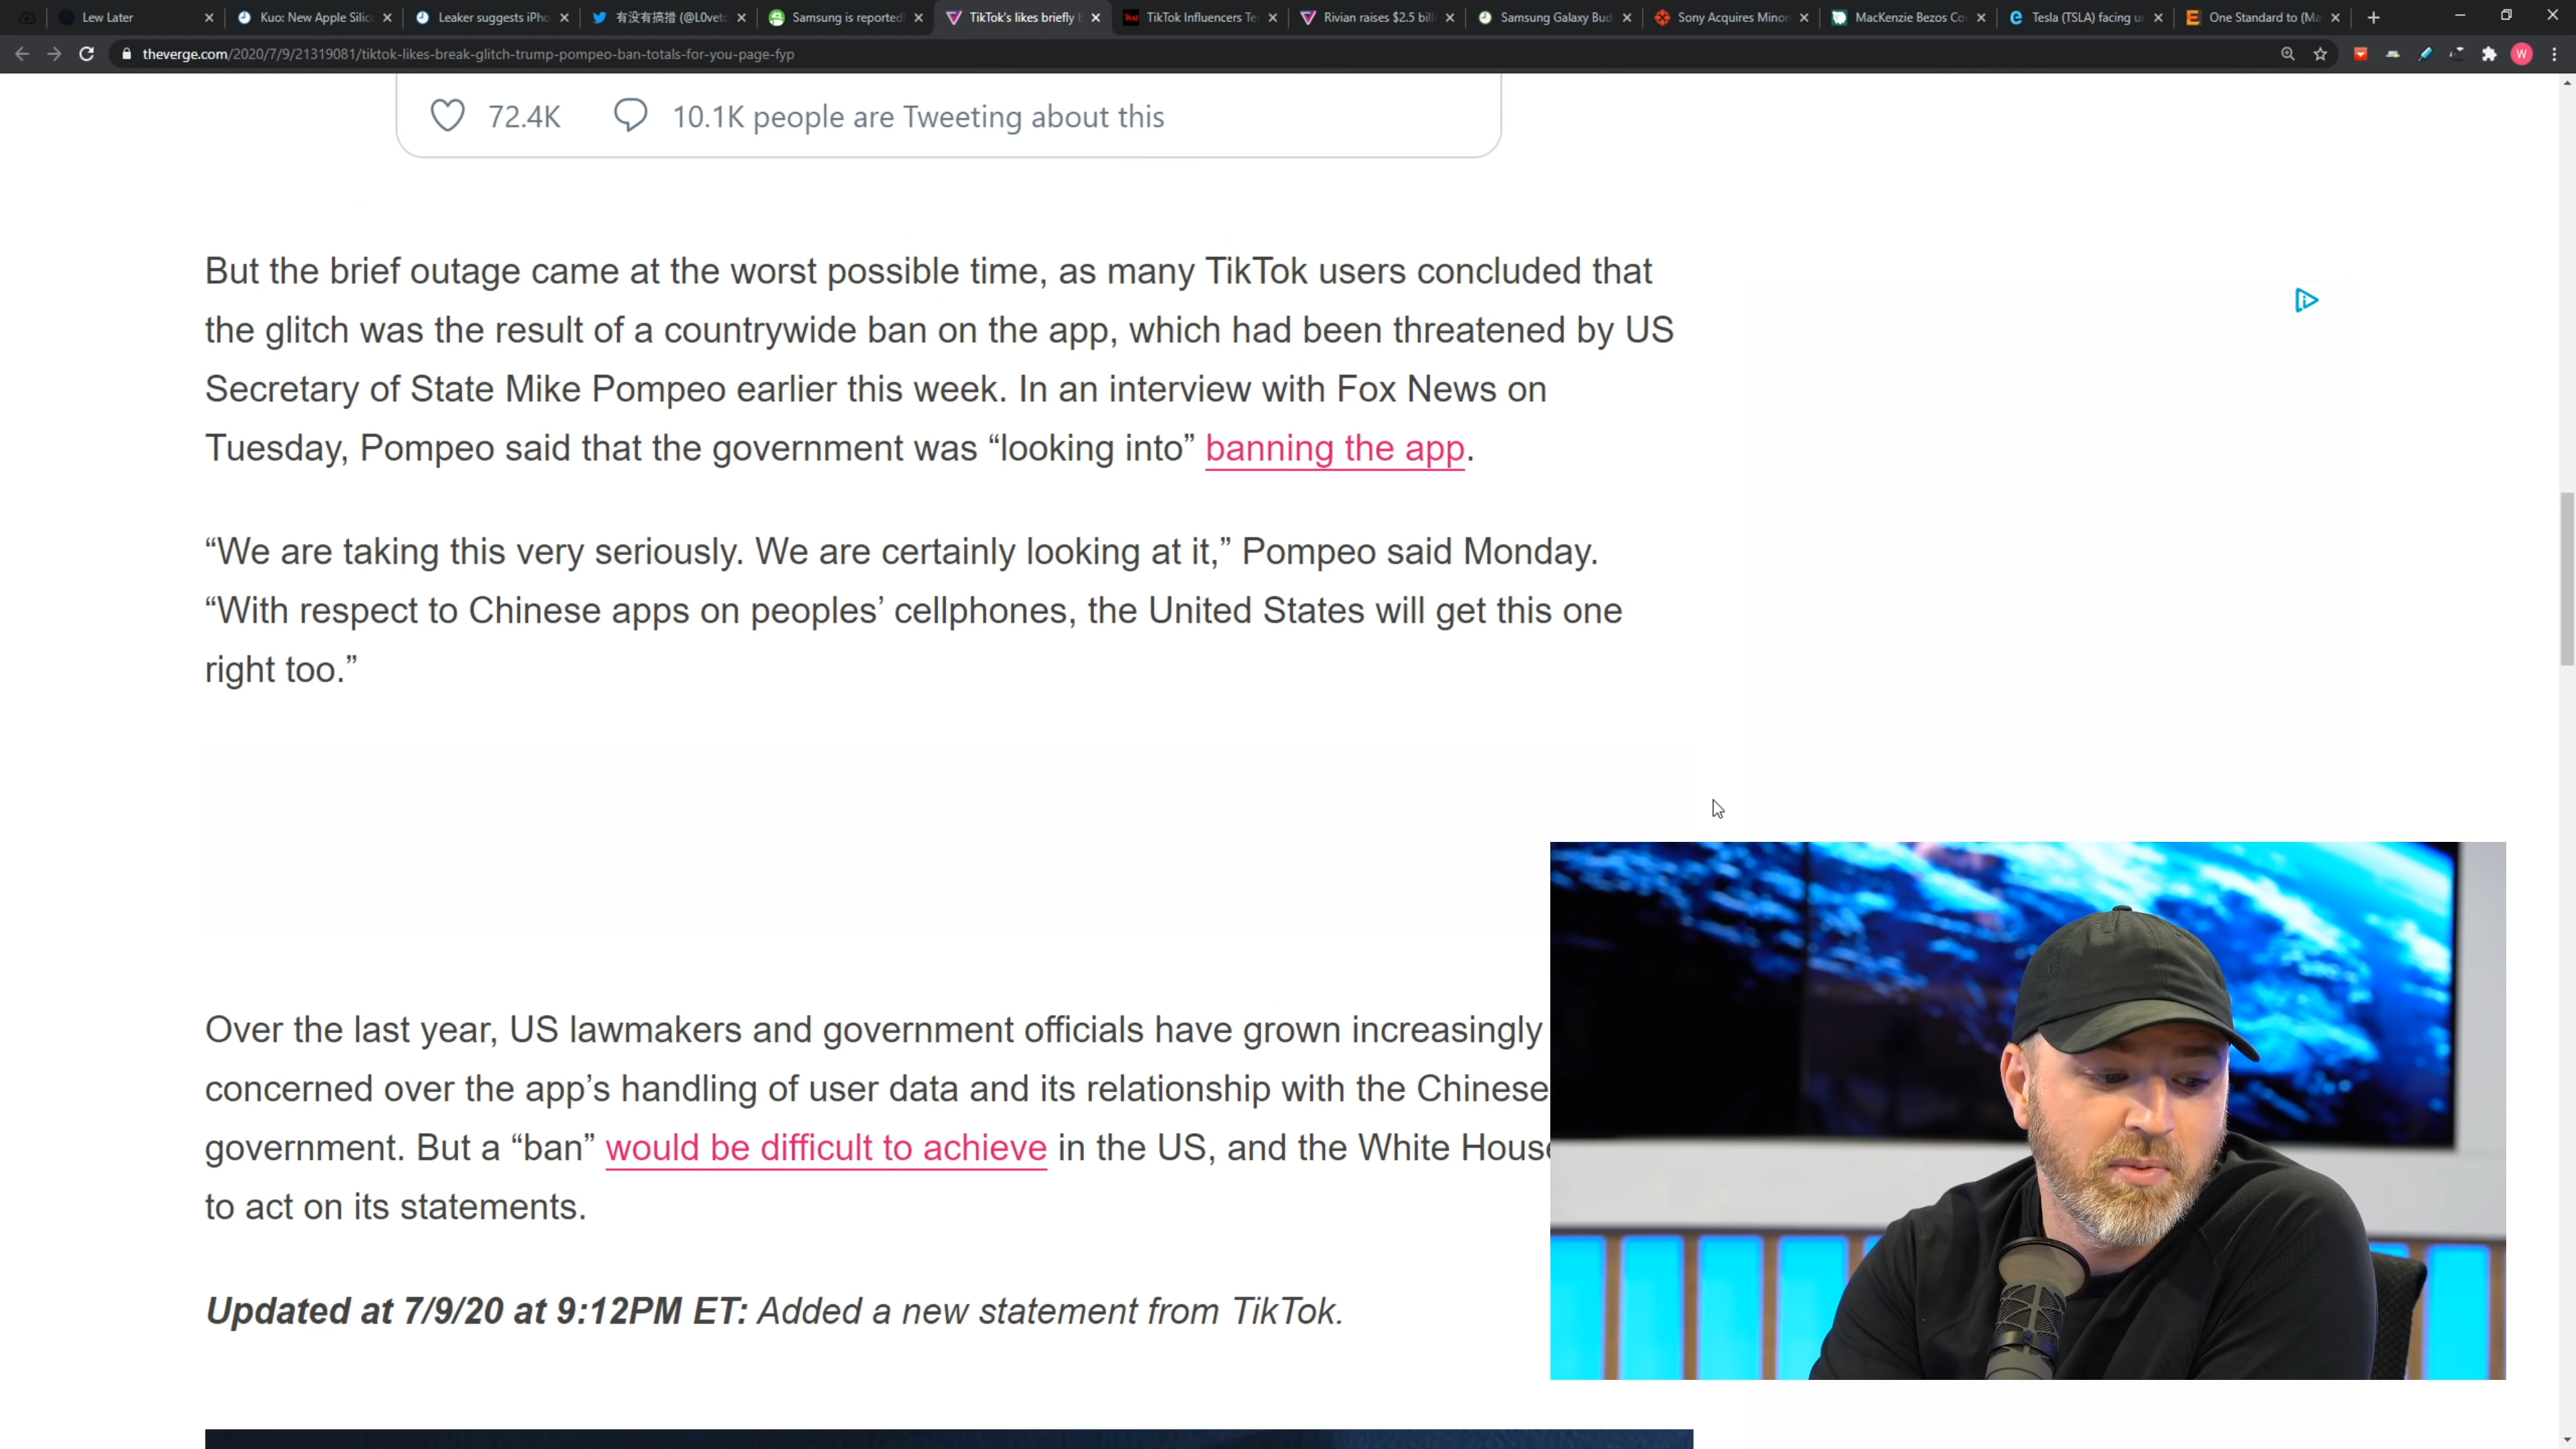 Lew Later
Kuo: New Apple Silic
Leaker suggests iPho
有没有搞措 (@L0vetc
Samsung is reported
TikTok's likes briefly b
TikTok Influencers Te
Rivian raises $2.5 bill
Samsung Galaxy Bud
Sony Acquires Minor
MacKenzie Bezos Co
Tesla (TSLA) facing u
One Standard to (Ma
theverge.com/2020/7/9/21319081/tiktok-likes-break-glitch-trump-pompeo-ban-totals-for-you-page-fyp
W
72.4K 10.1K people are Tweeting about this
But the brief outage came at the worst possible time, as many TikTok users concluded that
the glitch was the result of a countrywide ban on the app, which had been threatened by US
Secretary of State Mike Pompeo earlier this week. In an interview with Fox News on
Tuesday, Pompeo said that the government was “looking into” banning the app.
“We are taking this very seriously. We are certainly looking at it,” Pompeo said Monday.
“With respect to Chinese apps on peoples’ cellphones, the United States will get this one
right too.”
Over the last year, US lawmakers and government officials have grown increasingly
concerned over the app’s handling of user data and its relationship with the Chinese
government. But a “ban” would be difficult to achieve in the US, and the White House
to act on its statements.
Updated at 7/9/20 at 9:12PM ET: Added a new statement from TikTok.